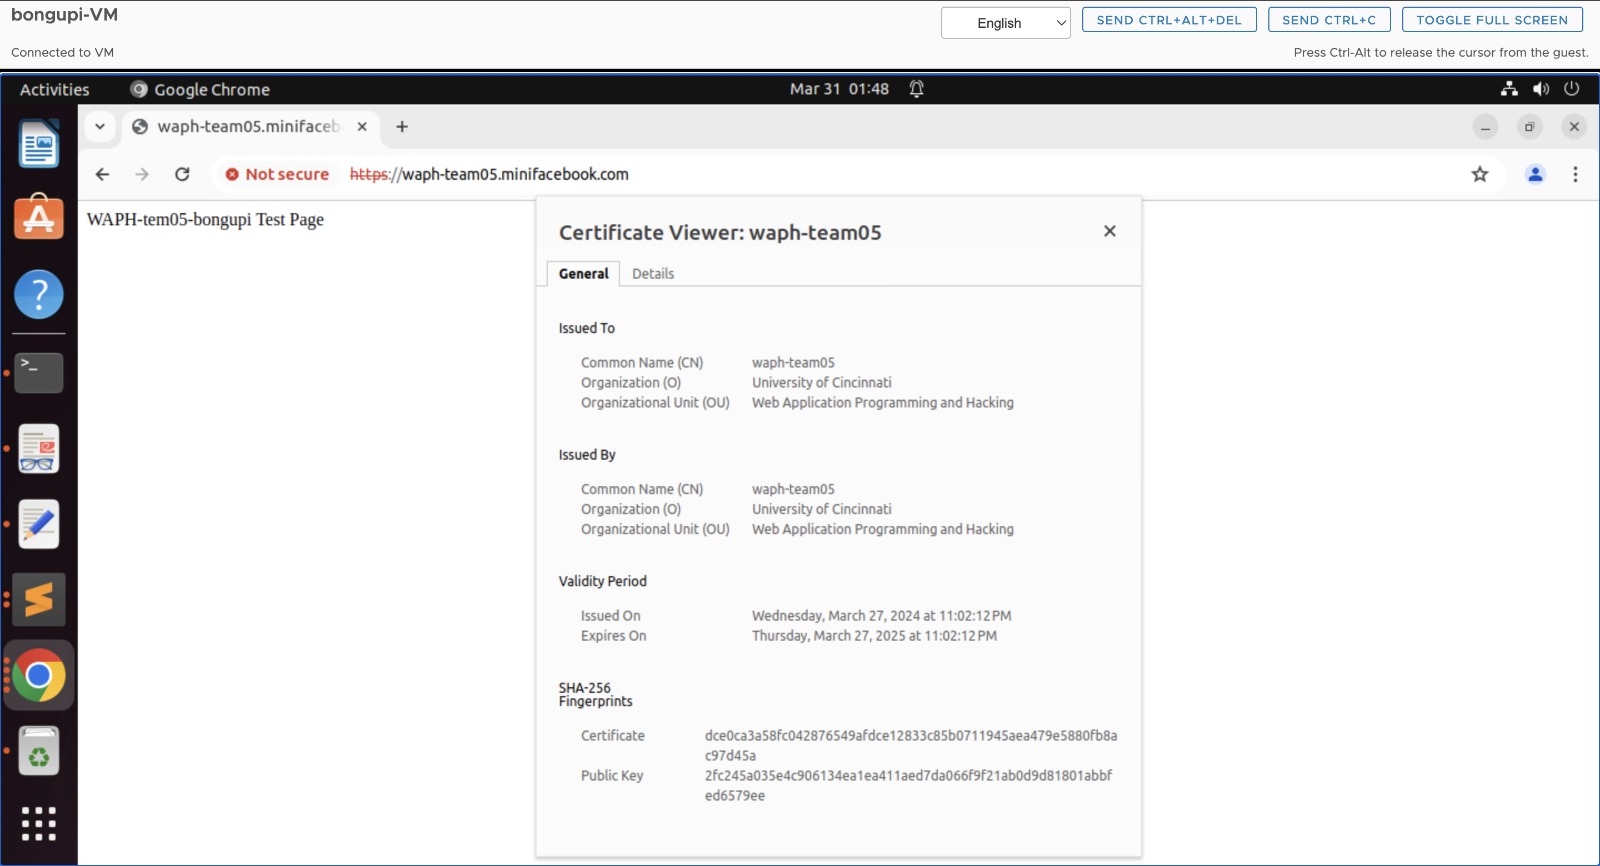 bongupi-VM
English
SEND CTRL+ALT+DEL
SEND CTRL+C
TOGGLE FULL SCREEN
Connected to VM
Press Ctrl-Alt to release the cursor from the guest.
Activities
Google Chrome
Mar 31 01:48
waph-team05.minifaceb
Not secure
https://waph-team05.minifacebook.com
WAPH-tem05-bongupi Test Page
Certificate Viewer: waph-team05
General
Details
Issued To
Common Name (CN) waph-team05
Organization (O) University of Cincinnati
Organizational Unit (OU) Web Application Programming and Hacking
Issued By
Common Name (CN) waph-team05
Organization (O) University of Cincinnati
Organizational Unit (OU) Web Application Programming and Hacking
Validity Period
Issued On Wednesday, March 27, 2024 at 11:02:12 PM
Expires On Thursday, March 27, 2025 at 11:02:12 PM
SHA-256
Fingerprints
Certificate dce0ca3a58fc042876549afdce12833c85b0711945aea479e5880fb8a
c97d45a
Public Key 2fc245a035e4c906134ea1ea411aed7da066f9f21ab0d9d81801abbf
ed6579ee